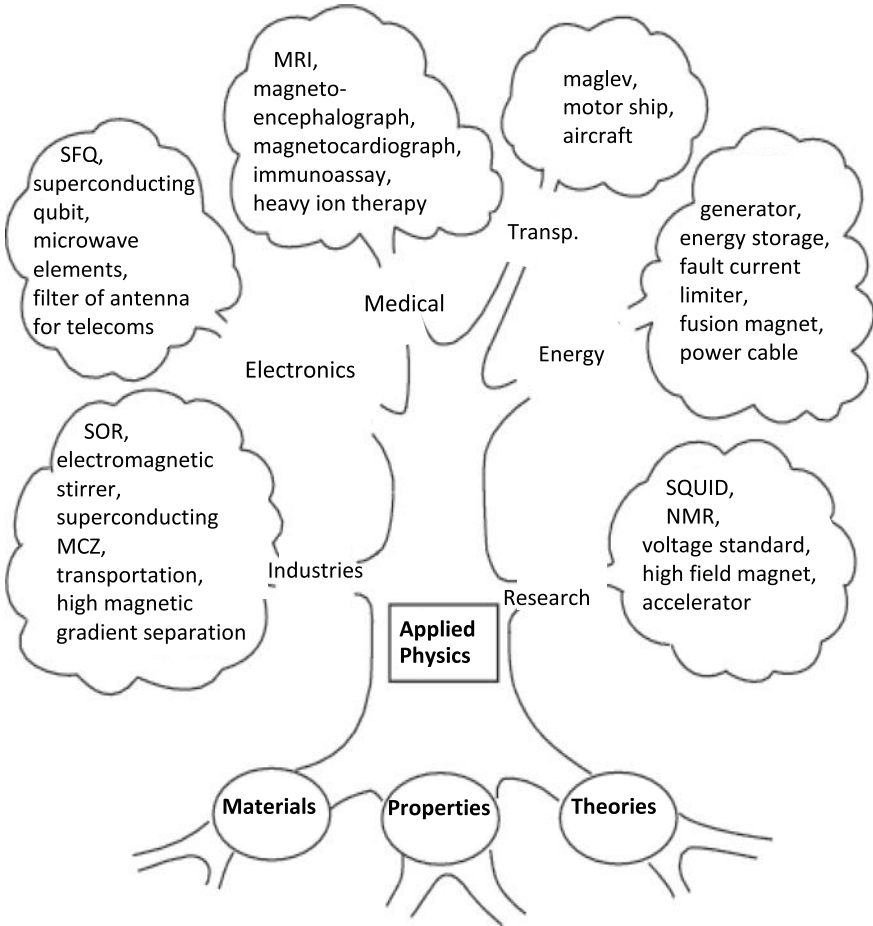 MRI,
magneto-
encephalograph,
magnetocardiograph,
immunoassay,
heavy ion therapy
maglev,
motor ship,
aircraft
SFQ,
superconducting
qubit,
microwave
elements,
filter of antenna
for telecoms
generator,
energy storage,
fault current
limiter,
fusion magnet,
power cable
Transp.
Medical
Electronics
Energy
SOR,
electromagnetic
stirrer,
superconducting
MCZ,
transportation,
high magnetic
gradient separation
SQUID,
NMR,
voltage standard,
high field magnet,
accelerator
Industries
Research
Applied
Physics
Materials
Properties
Theories